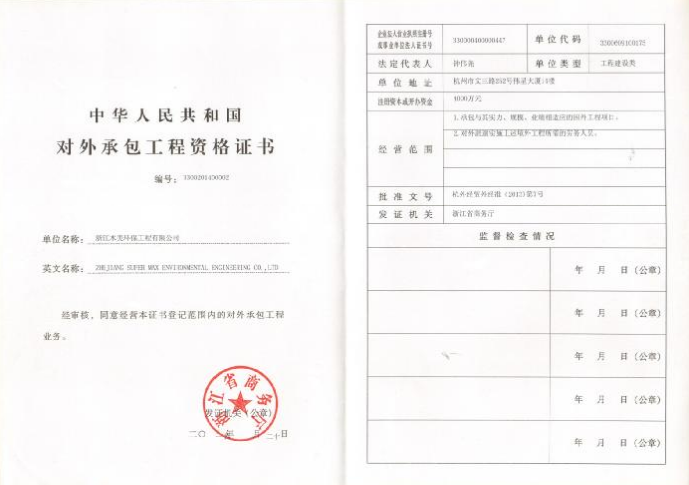 中华人民共和国
对外承包工程资格证书
编号：3300201430302
单位名称：
浙江 环保工程有限公司
英文名称：
ZHEJIANG SUPER MAX ENVIRONMENTAL ENGINEERING CO.,LTD
经审核，同意经营本证书登记范围内的对外承包工程
业务。
浙江省商务厅
发证机关（公章）
二〇 年 月二十日
企业法人营业执照注册号
或事业单位法人证书号
单位代码
法定代表人
单位类型 工程建设类
单位地址 杭州市文三路252号伟星大厦 楼
注册资本或开办资金 4000万元
经营范围
1.承包与其实力、规模、业绩相适应的国外工程项目。
2.对外派遣实施上述境外工程所需的劳务人员。
批准文号 杭外经贸外经准（2012）第7号
发证机关 浙江省商务厅
监督检查情况
年 月 日（公章）
年 月 日（公章）
年 月 日（公章）
年 月 日（公章）
年 月 日（公章）